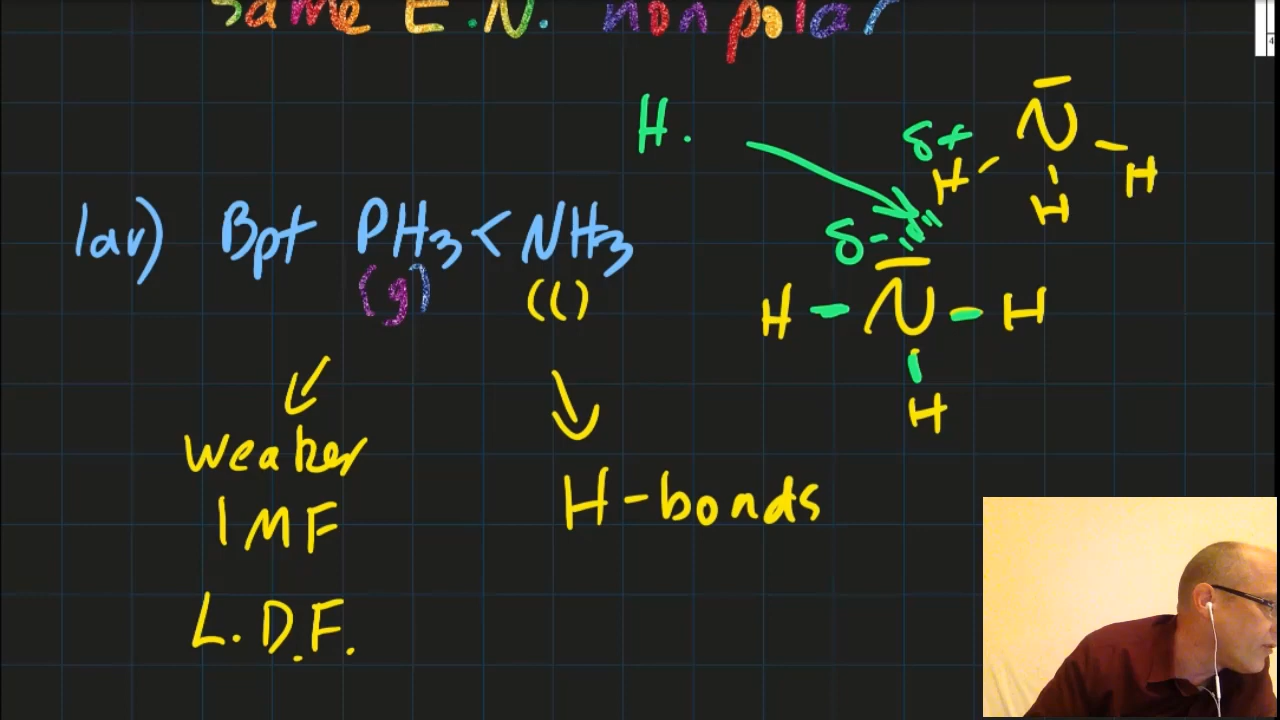 same E.N. nonpolar
H.
δ+
H N H
H
1av) Bpt PH3 < NH3
(g) (l)
δ-
H - N - H
H
weaker
IMF
L.D.F.
H-bonds